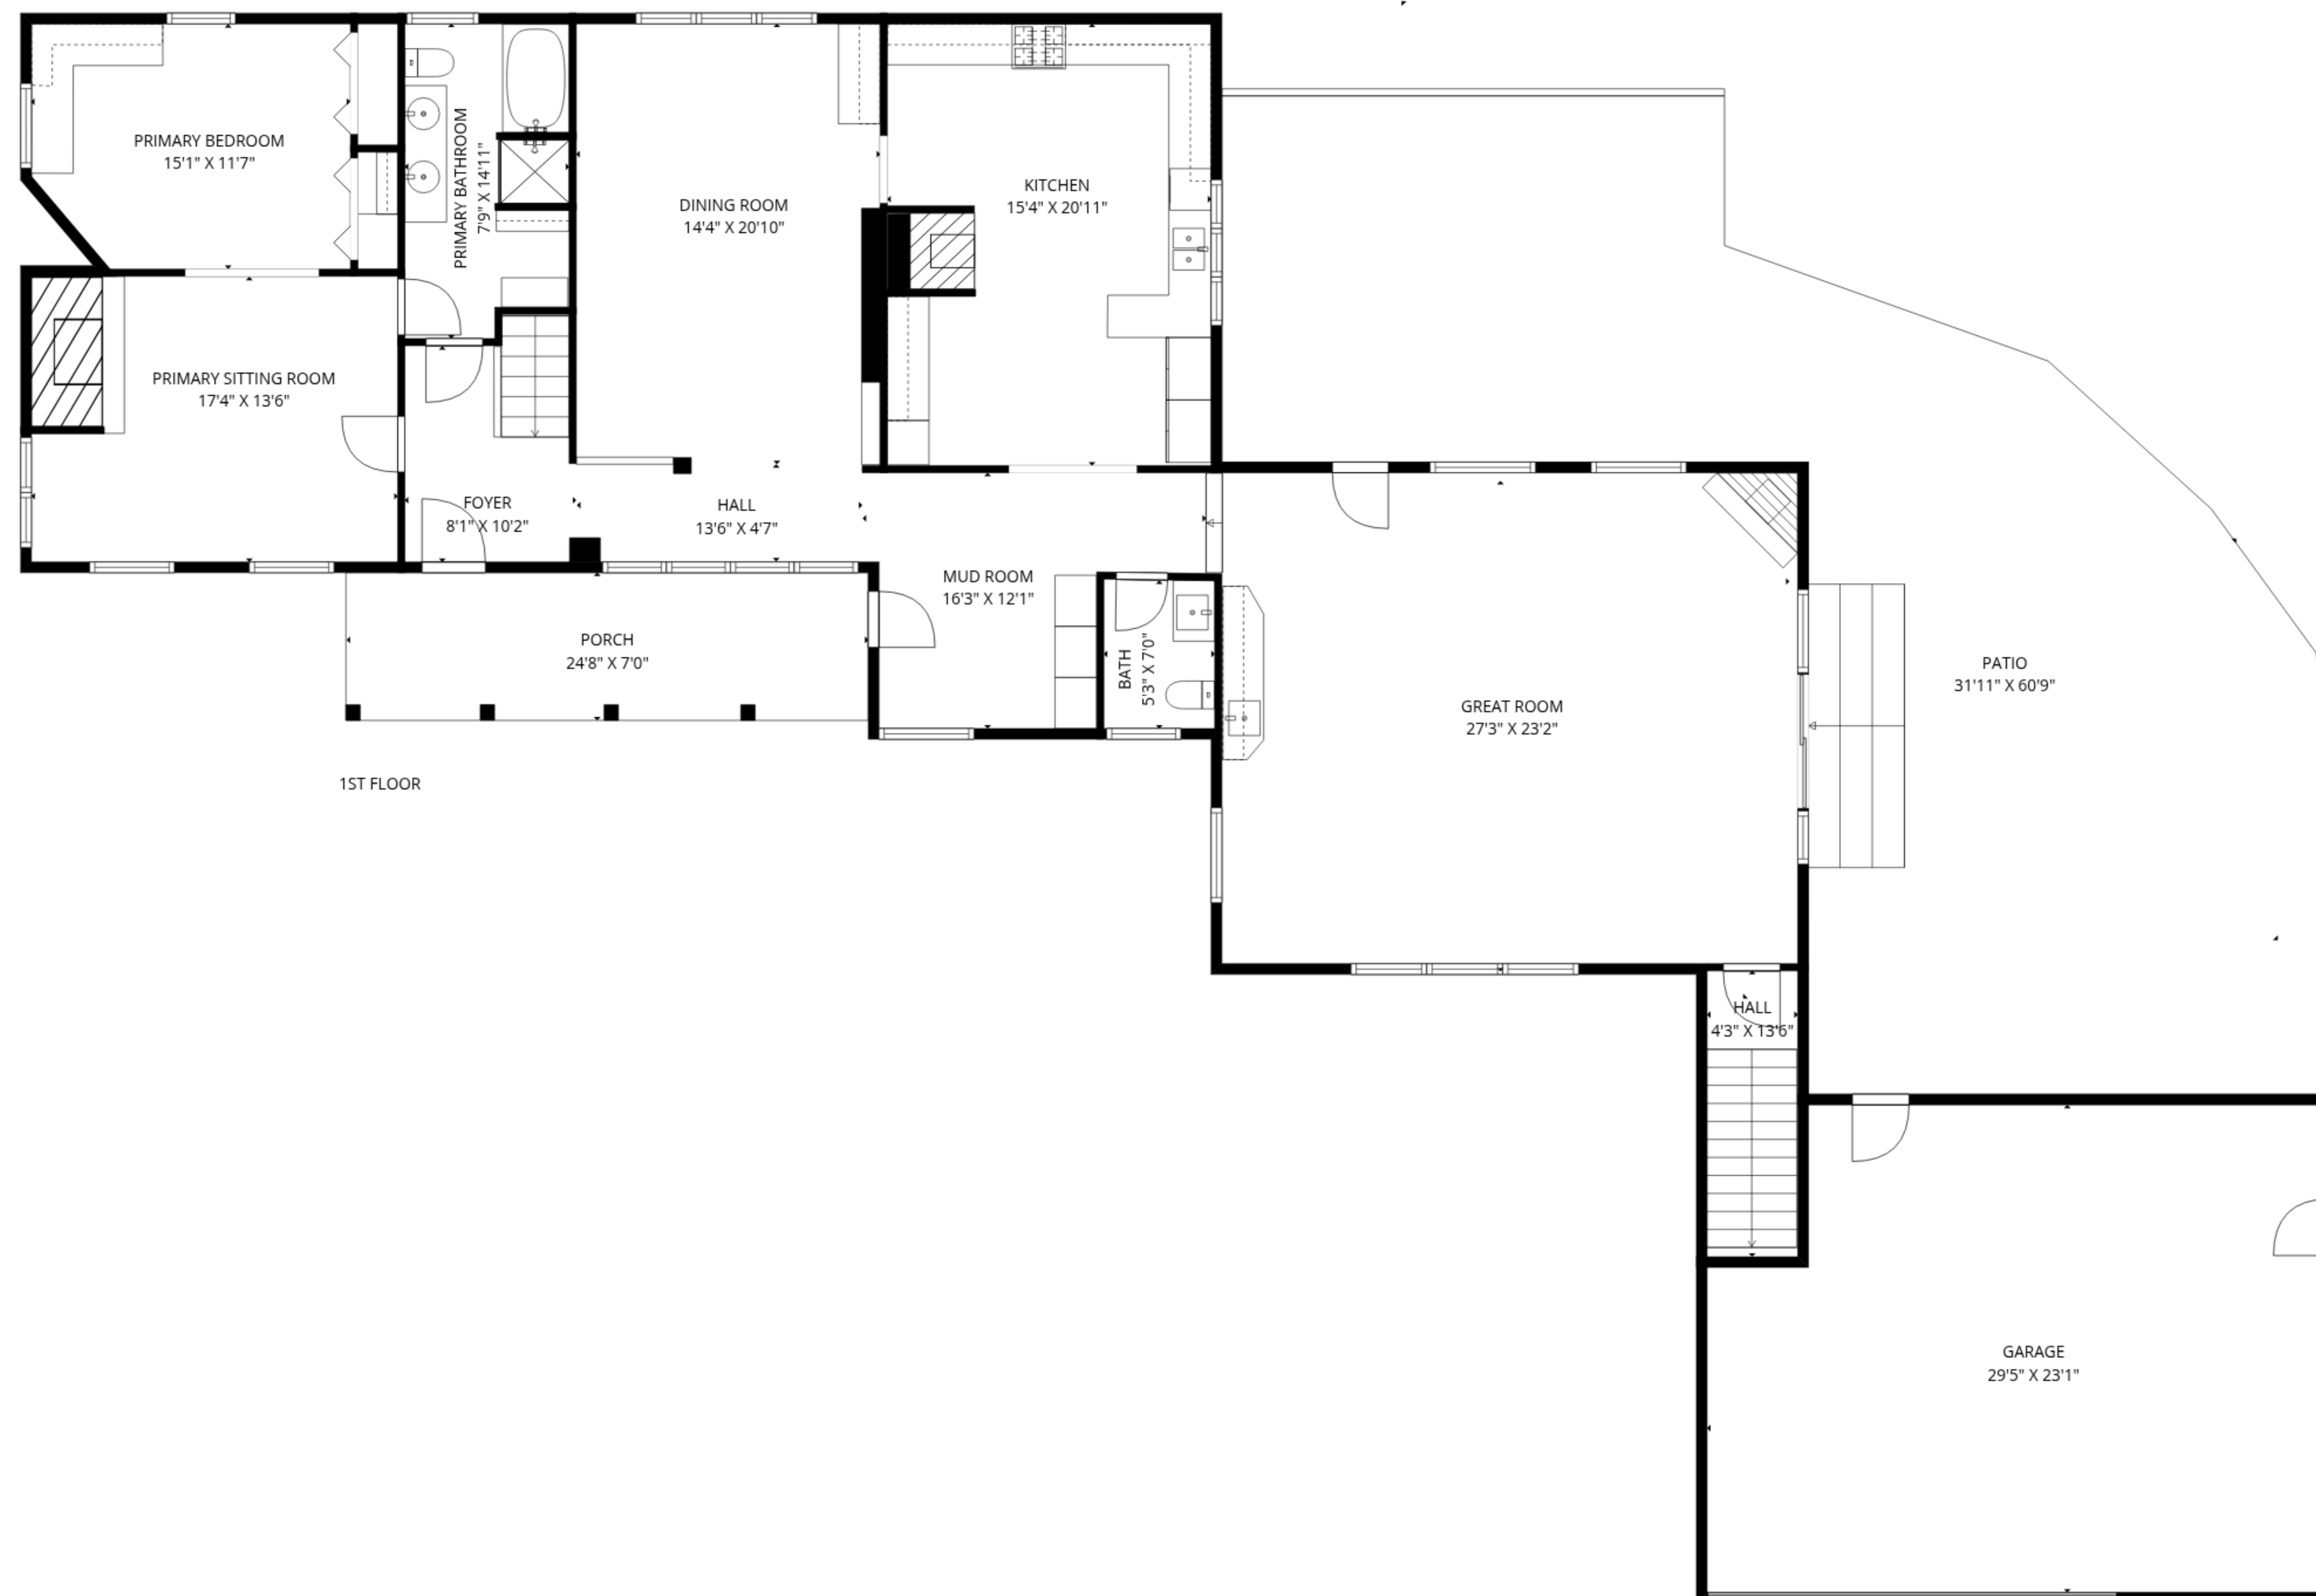 PRIMARY BEDROOM
15'1" X 11'7"
PRIMARY BATHROOM
7'9" X 14'11"
DINING ROOM
14'4" X 20'10"
KITCHEN
15'4" X 20'11"
PRIMARY SITTING ROOM
17'4" X 13'6"
FOYER
8'1" X 10'2"
HALL
13'6" X 4'7"
MUD ROOM
16'3" X 12'1"
BATH
5'3" X 7'0"
PORCH
24'8" X 7'0"
GREAT ROOM
27'3" X 23'2"
PATIO
31'11" X 60'9"
1ST FLOOR
HALL
4'3" X 13'6"
GARAGE
29'5" X 23'1"